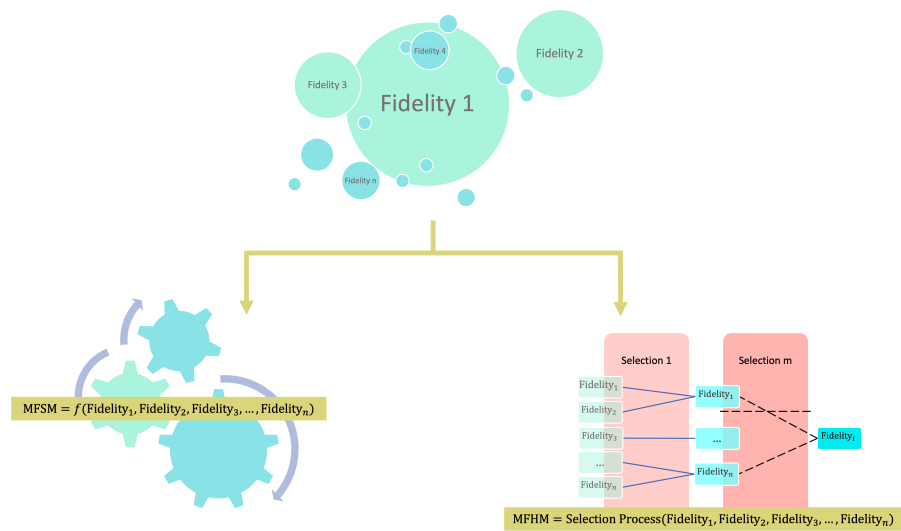 Fidelity 1
Fidelity 2
Fidelity 3
Fidelity 4
Fidelity n
MFSM = f(Fidelity₁, Fidelity₂, Fidelity₃, ..., Fidelityₙ)
Selection 1
Selection m
Fidelity₁
Fidelity₂
Fidelity₃
...
Fidelityₙ
Fidelity₁
...
Fidelityₙ
Fidelityᵢ
MFHM = Selection Process(Fidelity₁, Fidelity₂, Fidelity₃, ..., Fidelityₙ)